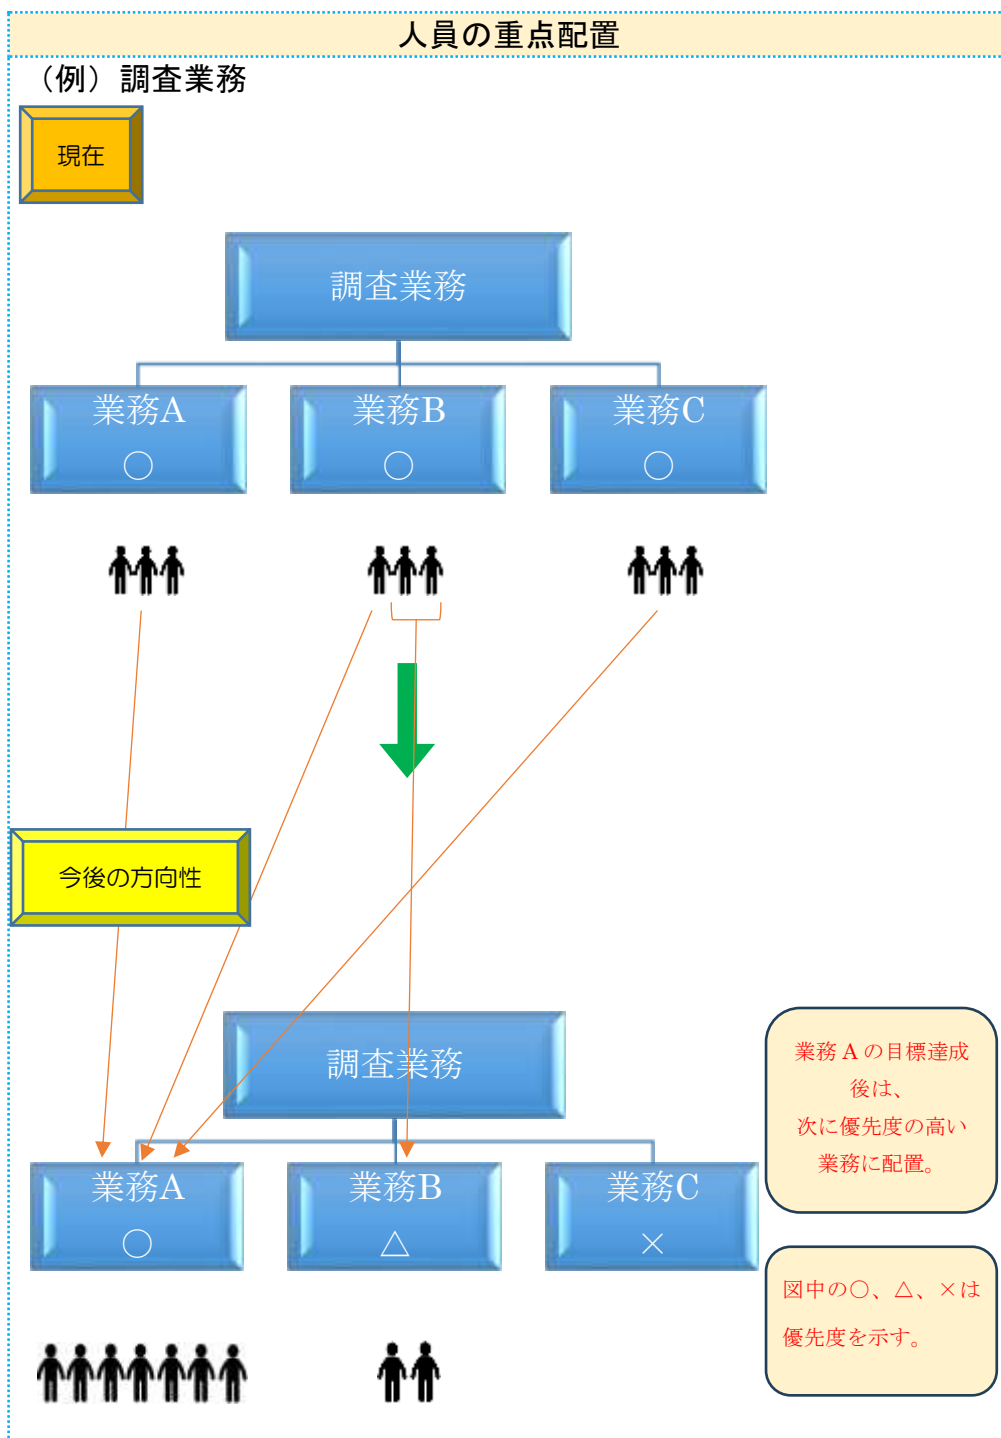 人員の重点配置
（例）調査業務
現在
調査業務
業務A
○
業務B
○
業務C
○
今後の方向性
調査業務
業務A
○
業務B
△
業務C
×
業務 A の目標達成
後は、
次に優先度の高い
業務に配置。
図中の○、△、×は
優先度を示す。